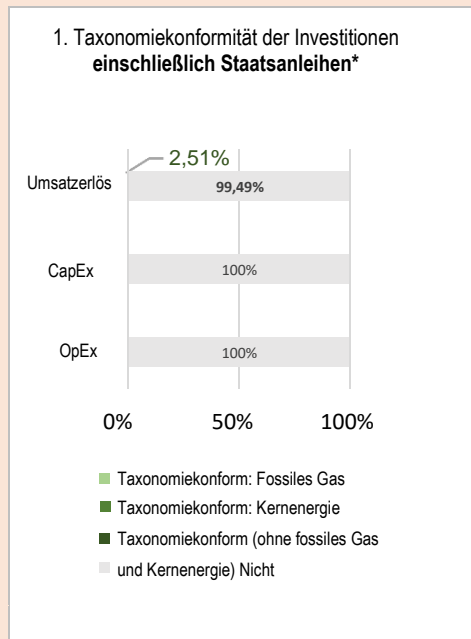 1. Taxonomiekonformität der Investitionen
einschließlich Staatsanleihen*
2,51%
Umsatzerlös
99,49%
CapEx
100%
OpEx
100%
0%
50%
100%
Taxonomiekonform: Fossiles Gas
Taxonomiekonform: Kernenergie
Taxonomiekonform (ohne fossiles Gas
und Kernenergie) Nicht